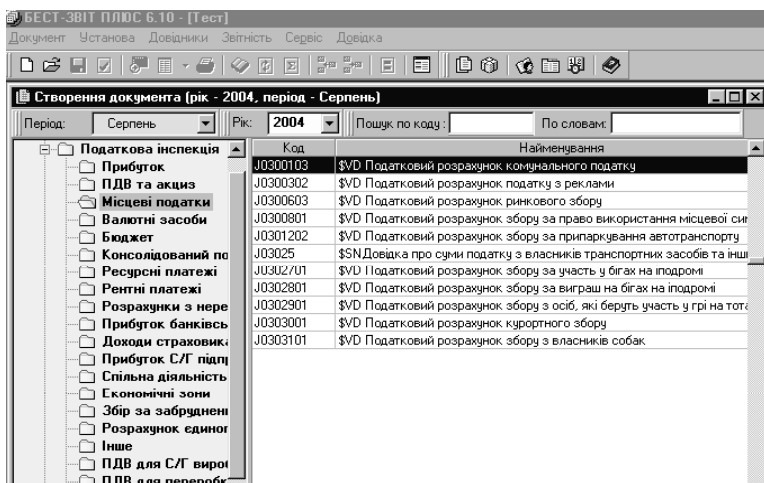 БЕСТ-ЗВІТ ПЛЮС 6.10 - [Тест]
Документ Установа Довідники Звітність Сервіс Довідка
Створення документа (рік - 2004, період - Серпень)
Період: Серпень Рік: 2004 Пошук по коду: По словам:
Податкова інспекція
Прибуток
ПДВ та акциз
Місцеві податки
Валютні засоби
Бюджет
Консолідований по
Ресурсні платежі
Рентні платежі
Розрахунки з нере
Прибуток банківсь
Доходи страховик
Прибуток С/Г підп
Спільна діяльність
Економічні зони
Збір за забруднен
Розрахунок єдиног
Інше
ПДВ для С/Г виро
ПДВ для переробк
Код Найменування
J0300103 $VD Податковий розрахунок комунального податку
J0300302 $VD Податковий розрахунок податку з реклами
J0300603 $VD Податковий розрахунок ринкового збору
J0300801 $VD Податковий розрахунок збору за право використання місцевої си
J0301202 $VD Податковий розрахунок збору за припаркування автотранспорту
J03025 $SNДовідка про суми податку з власників транспортних засобів та інш
J0302701 $VD Податковий розрахунок збору за участь у бігах на іподромі
J0302801 $VD Податковий розрахунок збору за виграш на бігах на іподромі
J0302901 $VD Податковий розрахунок збору з осіб, які беруть участь у грі на тота
J0303001 $VD Податковий розрахунок курортного збору
J0303101 $VD Податковий розрахунок збору з власників собак